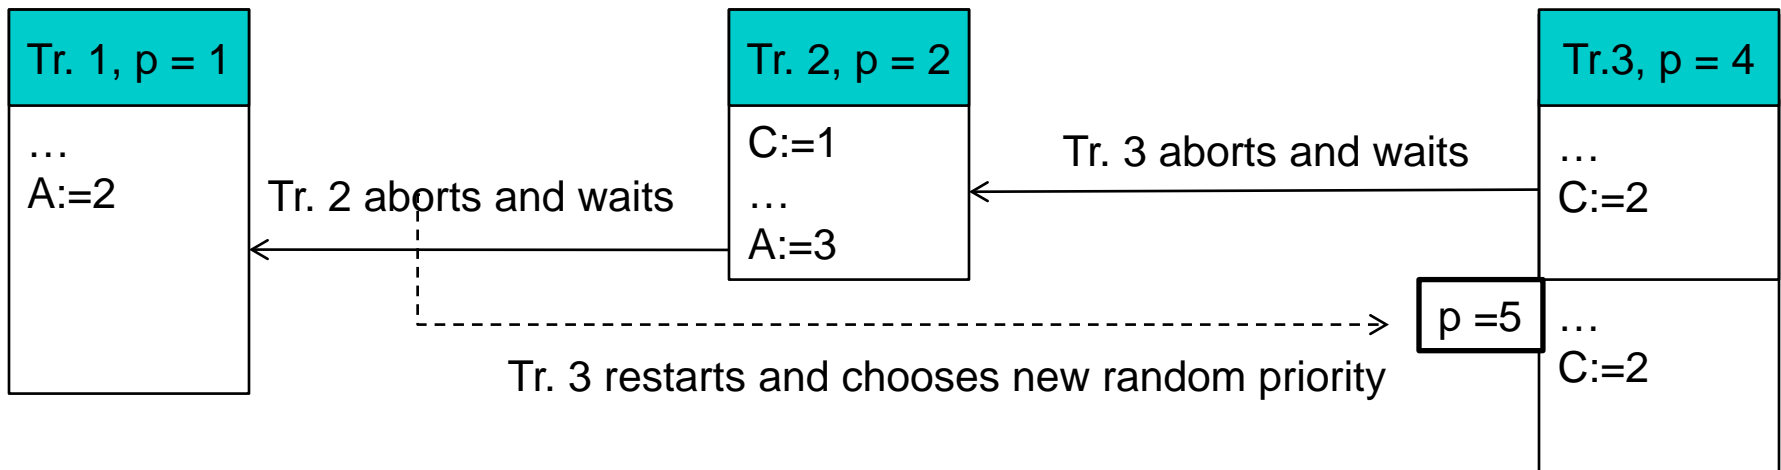 Tr. 1, p = 1
…
A:=2
Tr. 2 aborts and waits
Tr. 2, p = 2
C:=1
…
A:=3
Tr. 3 aborts and waits
Tr.3, p = 4
…
C:=2
p =5
…
C:=2
Tr. 3 restarts and chooses new random priority